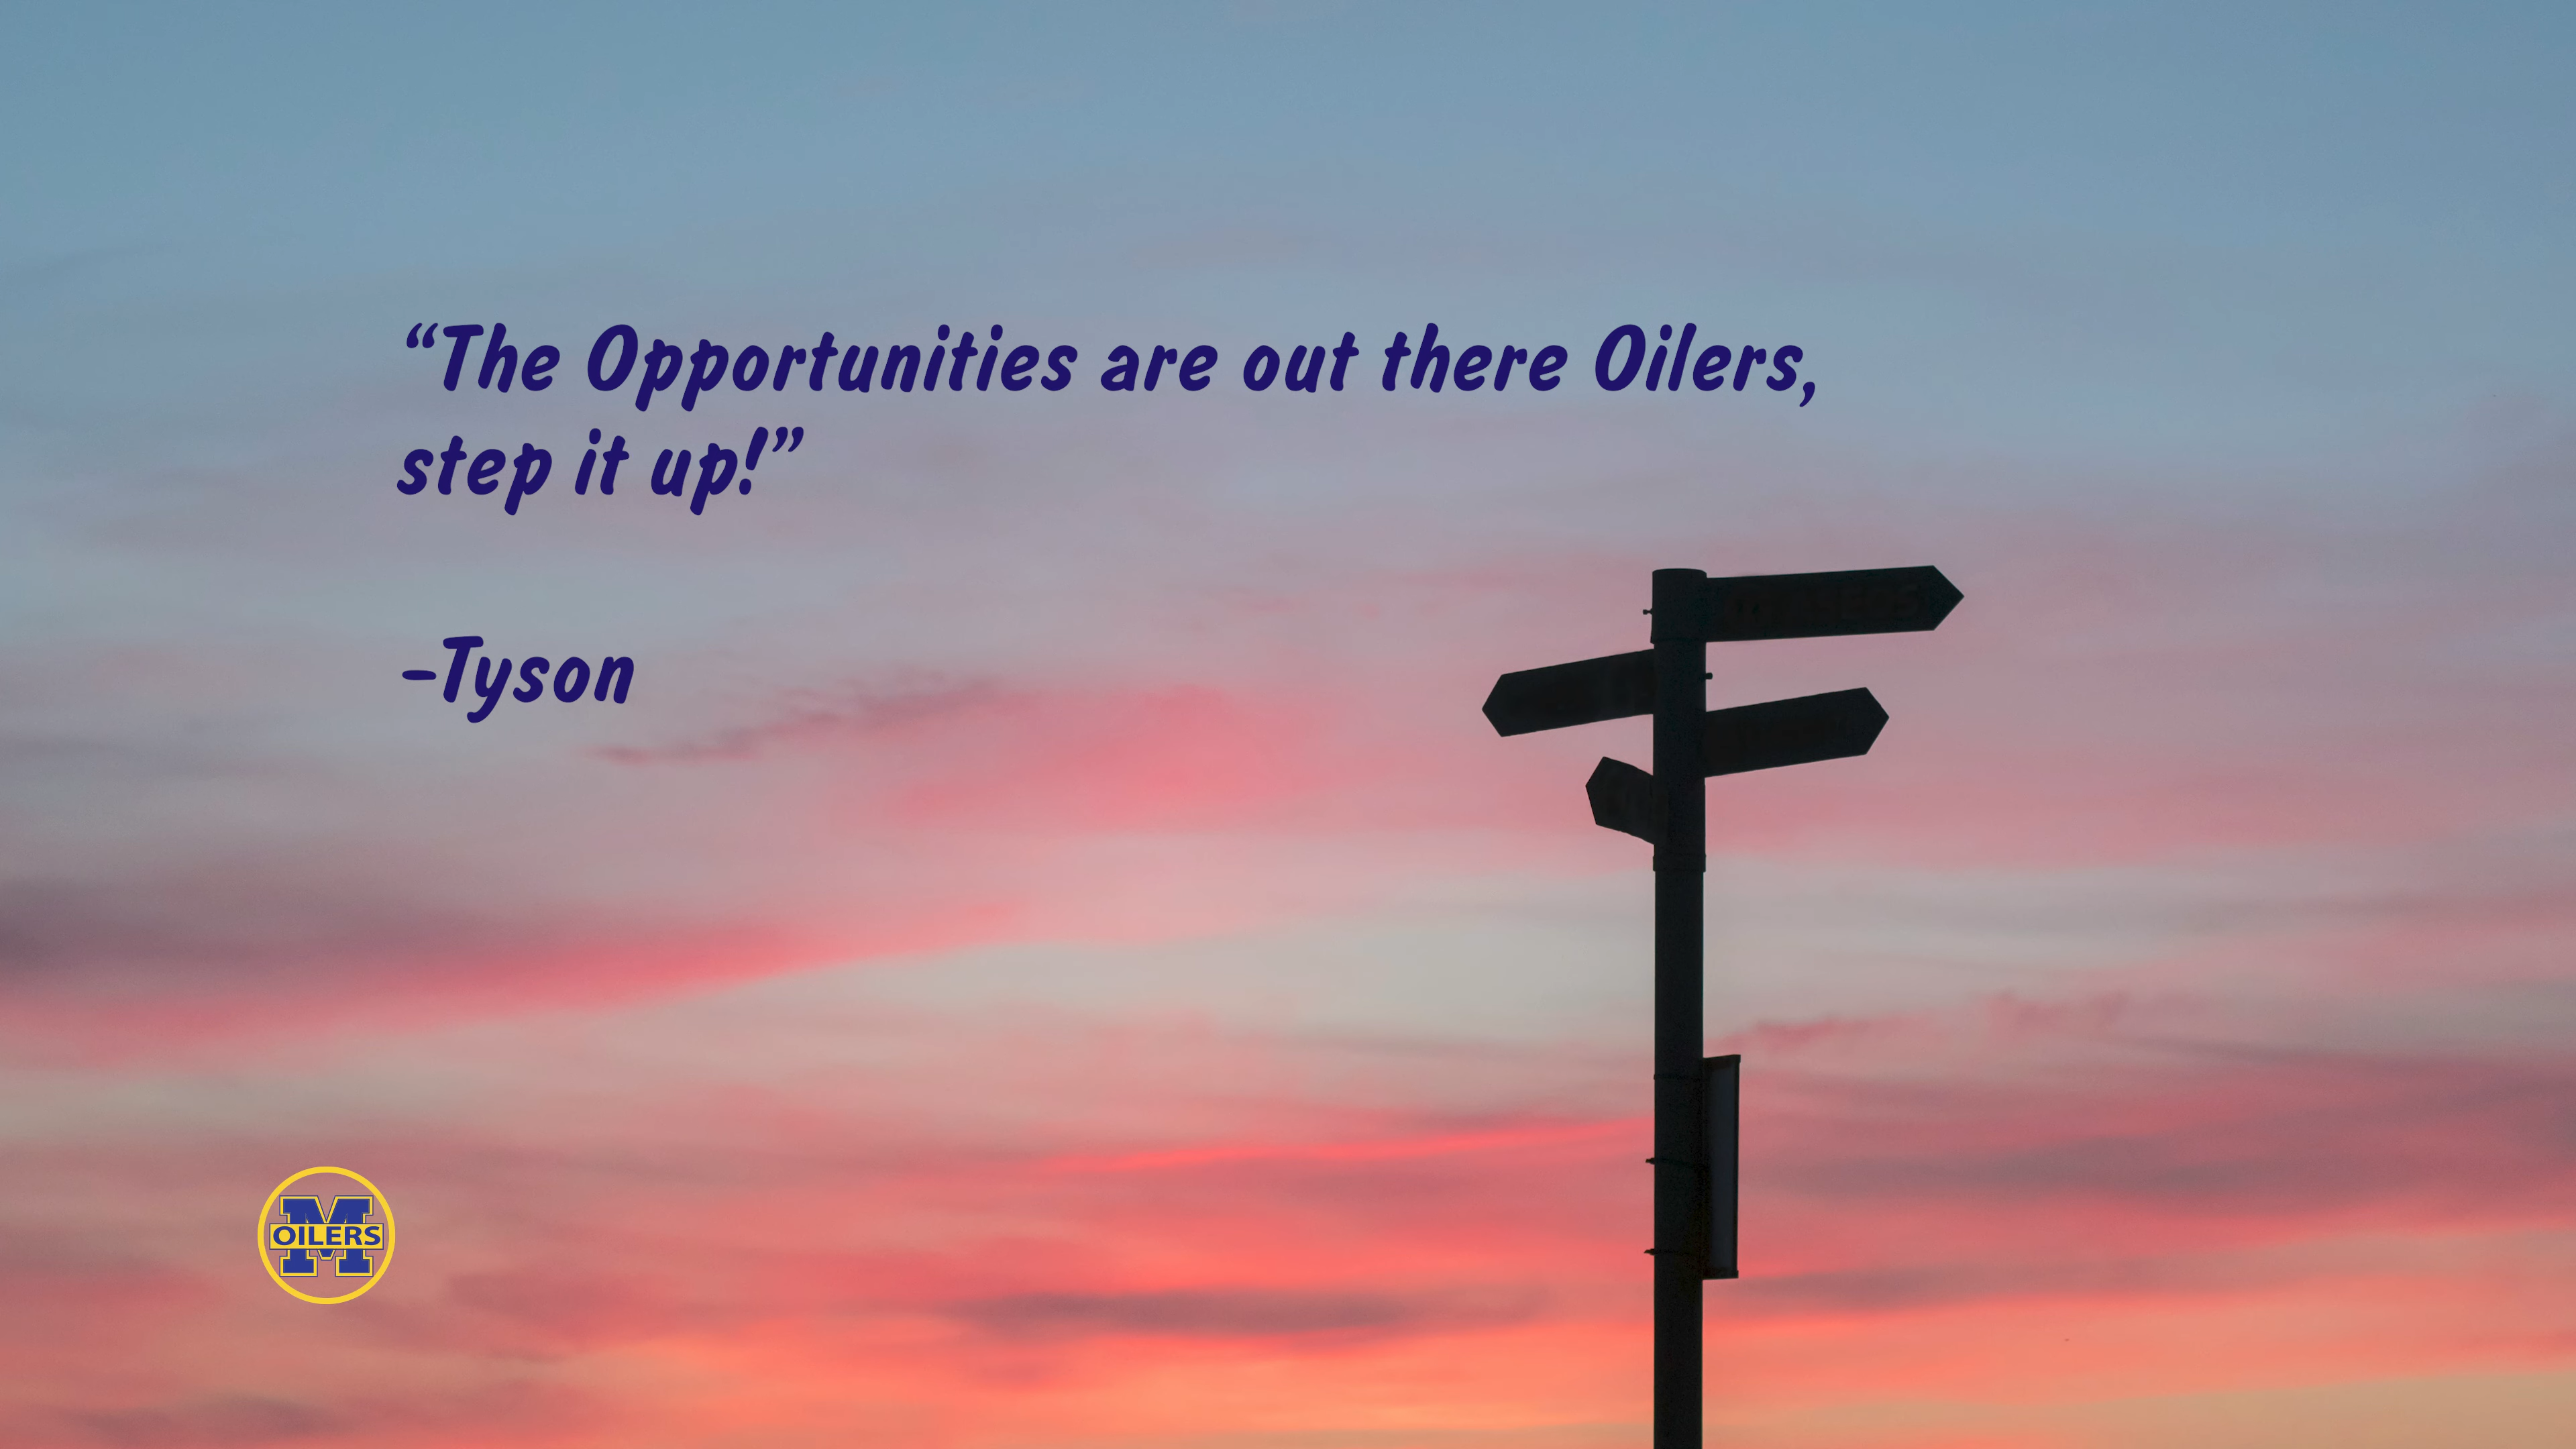 “The Opportunities are out there Oilers,
step it up!”
–Tyson
OILERS
M